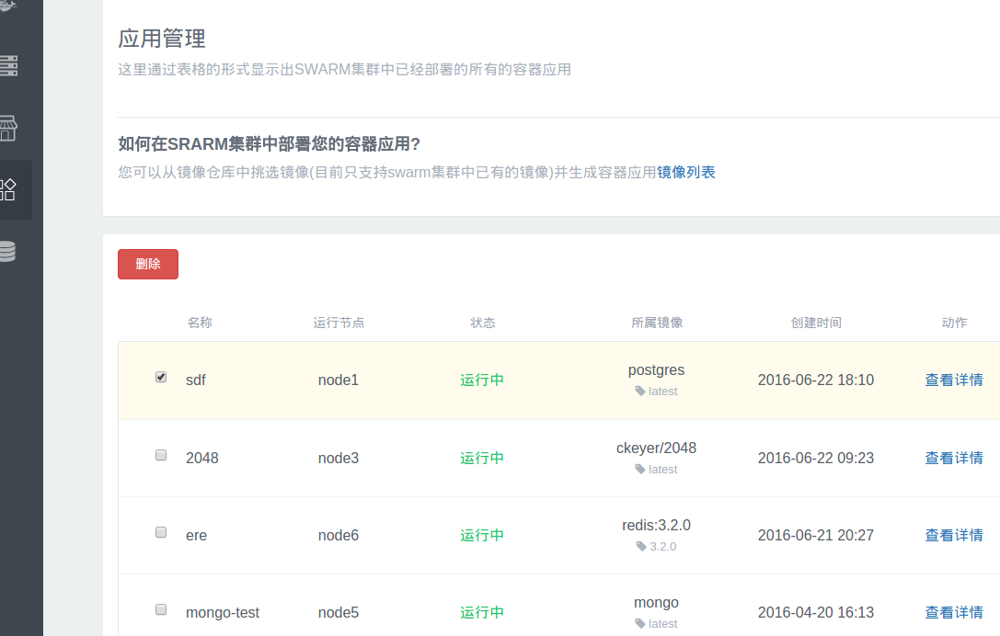 应用管理
这里通过表格的形式显示出SWARM集群中已经部署的所有的容器应用
如何在SRARM集群中部署您的容器应用?
您可以从镜像仓库中挑选镜像(目前只支持swarm集群中已有的镜像)并生成容器应用镜像列表
删除
名称 运行节点 状态 所属镜像 创建时间 动作
sdf node1 运行中 postgres 2016-06-22 18:10 查看详情
latest
2048 node3 运行中 ckeyer/2048 2016-06-22 09:23 查看详情
latest
ere node6 运行中 redis:3.2.0 2016-06-21 20:27 查看详情
3.2.0
mongo-test node5 运行中 mongo 2016-04-20 16:13 查看详情
latest